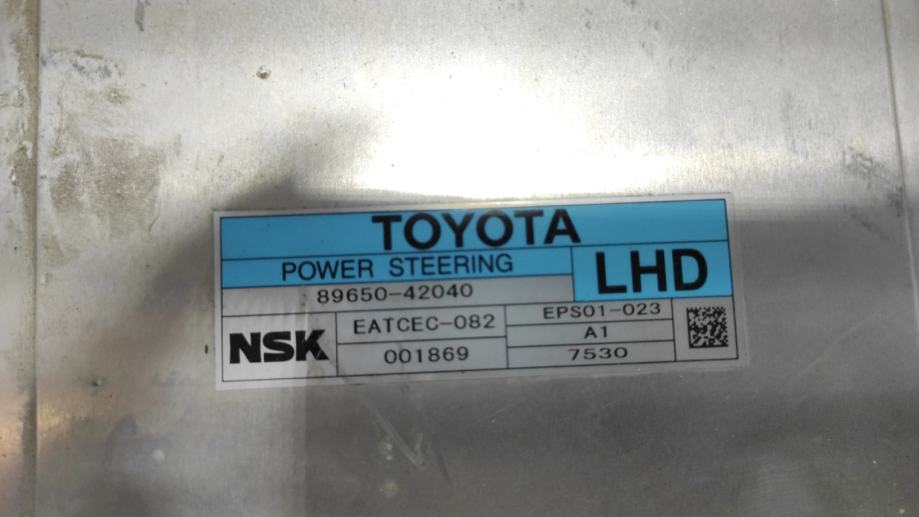 TOYOTA
POWER STEERING
LHD
89650-42040
NSK
EATCEC-082
001869
EPS01-023
A1
7530